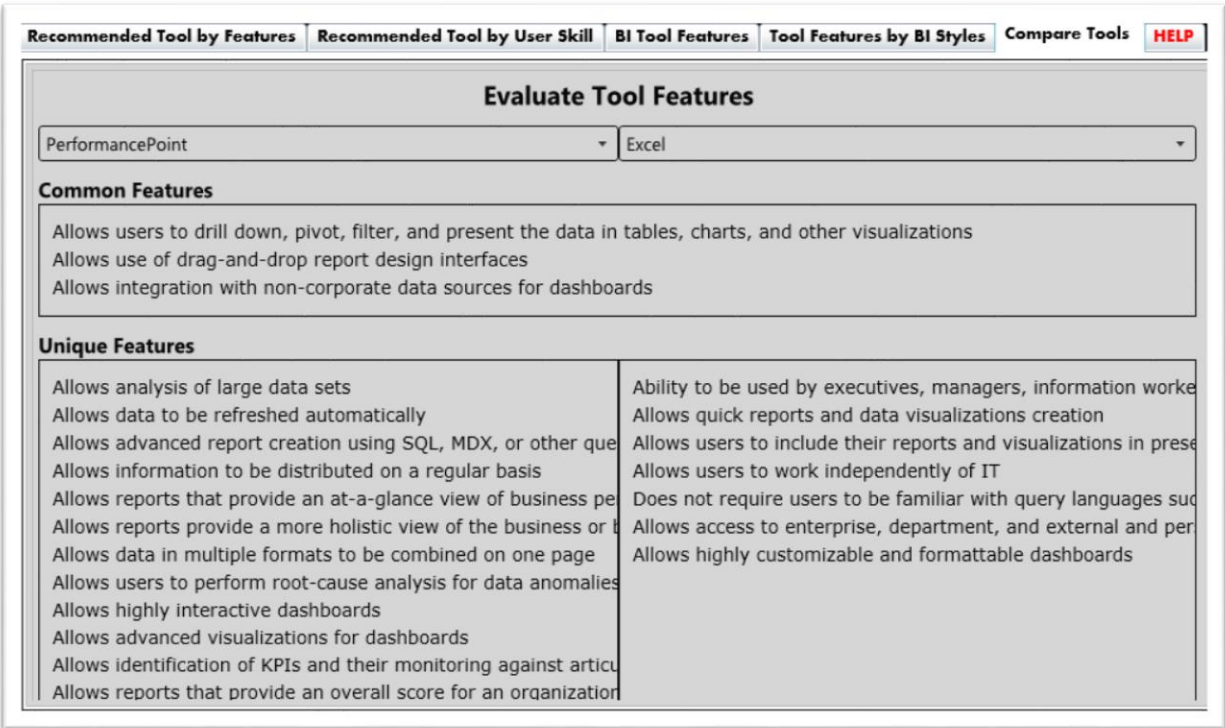 Recommended Tool by Features
Recommended Tool by User Skill
BI Tool Features
Tool Features by BI Styles
Compare Tools
HELP
Evaluate Tool Features
PerformancePoint
Excel
Common Features
Allows users to drill down, pivot, filter, and present the data in tables, charts, and other visualizations
Allows use of drag-and-drop report design interfaces
Allows integration with non-corporate data sources for dashboards
Unique Features
Allows analysis of large data sets
Allows data to be refreshed automatically
Allows advanced report creation using SQL, MDX, or other que
Allows information to be distributed on a regular basis
Allows reports that provide an at-a-glance view of business pe
Allows reports provide a more holistic view of the business or b
Allows data in multiple formats to be combined on one page
Allows users to perform root-cause analysis for data anomalies
Allows highly interactive dashboards
Allows advanced visualizations for dashboards
Allows identification of KPIs and their monitoring against articu
Allows reports that provide an overall score for an organization
Ability to be used by executives, managers, information worke
Allows quick reports and data visualizations creation
Allows users to include their reports and visualizations in prese
Allows users to work independently of IT
Does not require users to be familiar with query languages suc
Allows access to enterprise, department, and external and per
Allows highly customizable and formattable dashboards